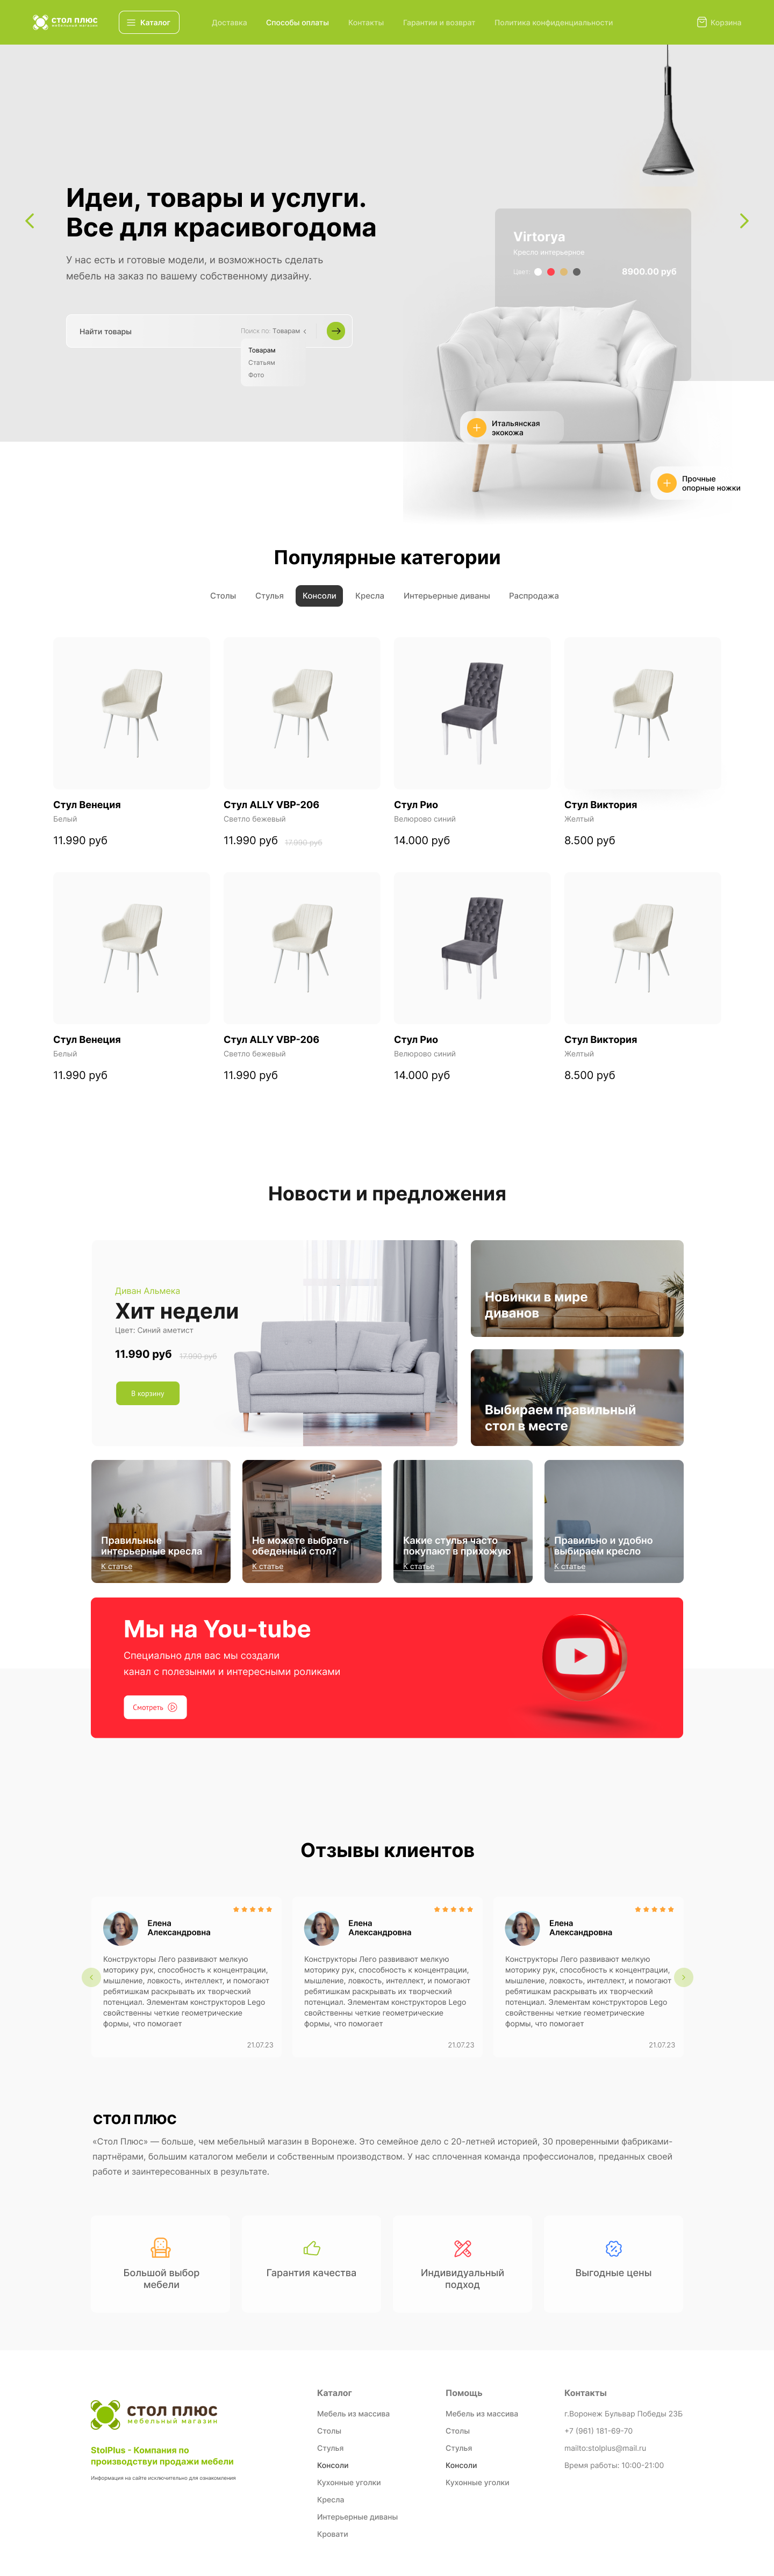 СТОЛ ПЛЮС
мебельный магазин
Каталог
Доставка
Способы оплаты
Контакты
Гарантии и возврат
Политика конфиденциальности
Корзина
Идеи, товары и услуги.
Все для красивогодома
У нас есть и готовые модели, и возможность сделать
мебель на заказ по вашему собственному дизайну.
Найти товары
Поиск по: Товарам
Товарам
Статьям
Фото
Virtorya
Кресло интерьерное
Цвет:
8900.00 руб
Итальянская
экокожа
Прочные
опорные ножки
Популярные категории
Столы
Стулья
Консоли
Кресла
Интерьерные диваны
Распродажа
Стул Венеция
Белый
11.990 руб
Стул ALLY VBP-206
Светло бежевый
11.990 руб 17.990 руб
Стул Рио
Велюрово синий
14.000 руб
Стул Виктория
Желтый
8.500 руб
Стул Венеция
Белый
11.990 руб
Стул ALLY VBP-206
Светло бежевый
11.990 руб
Стул Рио
Велюрово синий
14.000 руб
Стул Виктория
Желтый
8.500 руб
Новости и предложения
Диван Альмека
Хит недели
Цвет: Синий аметист
11.990 руб 17.990 руб
В корзину
Новинки в мире
диванов
Выбираем правильный
стол в месте
Правильные
интерьерные кресла
К статье
Не можете выбрать
обеденный стол?
К статье
Какие стулья часто
покупают в прихожую
К статье
Правильно и удобно
выбираем кресло
К статье
Мы на You-tube
Специально для вас мы создали
канал с полезыними и интересными роликами
Смотреть
Отзывы клиентов
Елена
Александровна
Конструкторы Лего развивают мелкую
моторику рук, способность к концентрации,
мышление, ловкость, интеллект, и помогают
ребятишкам раскрывать их творческий
потенциал. Элементам конструкторов Lego
свойственны четкие геометрические
формы, что помогает
21.07.23
Елена
Александровна
Конструкторы Лего развивают мелкую
моторику рук, способность к концентрации,
мышление, ловкость, интеллект, и помогают
ребятишкам раскрывать их творческий
потенциал. Элементам конструкторов Lego
свойственны четкие геометрические
формы, что помогает
21.07.23
Елена
Александровна
Конструкторы Лего развивают мелкую
моторику рук, способность к концентрации,
мышление, ловкость, интеллект, и помогают
ребятишкам раскрывать их творческий
потенциал. Элементам конструкторов Lego
свойственны четкие геометрические
формы, что помогает
21.07.23
СТОЛ ПЛЮС
«Стол Плюс» — больше, чем мебельный магазин в Воронеже. Это семейное дело с 20-летней историей, 30 проверенными фабриками-
партнёрами, большим каталогом мебели и собственным производством. У нас сплоченная команда профессионалов, преданных своей
работе и заинтересованных в результате.
Большой выбор
мебели
Гарантия качества
Индивидуальный
подход
Выгодные цены
СТОЛ ПЛЮС
мебельный магазин
StolPlus - Компания по
производствуи продажи мебели
Информация на сайте исключительно для ознакомления
Каталог
Мебель из массива
Столы
Стулья
Консоли
Кухонные уголки
Кресла
Интерьерные диваны
Кровати
Помощь
Мебель из массива
Столы
Стулья
Консоли
Кухонные уголки
Контакты
г.Воронеж Бульвар Победы 23Б
+7 (961) 181-69-70
mailto:stolplus@mail.ru
Время работы: 10:00-21:00